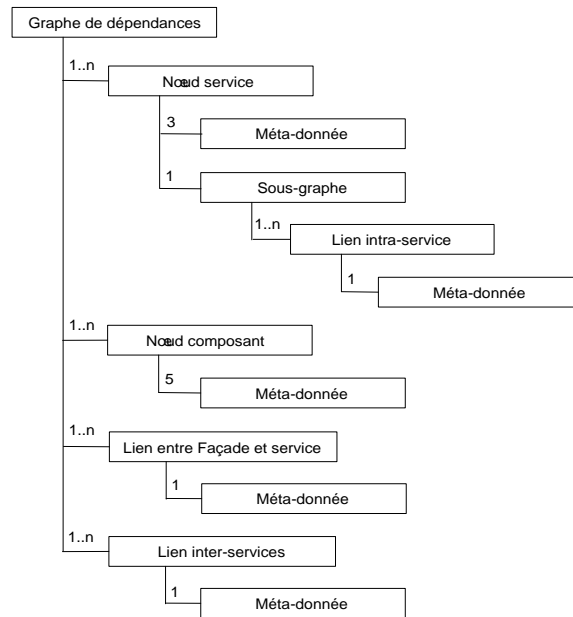 Graphe de dépendances
1..n
Nœud service
3
Méta-donnée
1
Sous-graphe
1..n
Lien intra-service
1
Méta-donnée
1..n
Nœud composant
5
Méta-donnée
1..n
Lien entre Façade et service
1
Méta-donnée
1..n
Lien inter-services
1
Méta-donnée